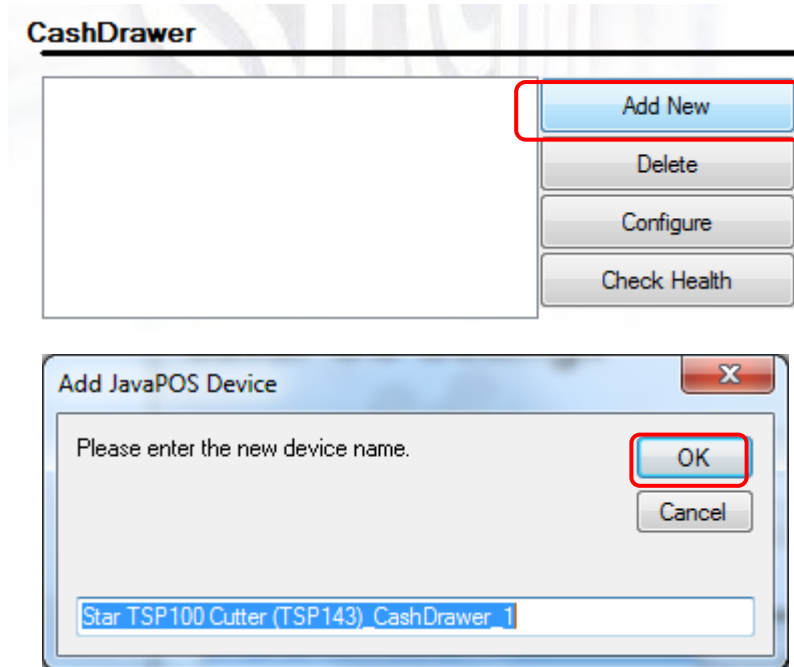 CashDrawer
Add New
Delete
Configure
Check Health
Add JavaPOS Device
Please enter the new device name.
OK
Cancel
Star TSP100 Cutter (TSP143)_CashDrawer_1